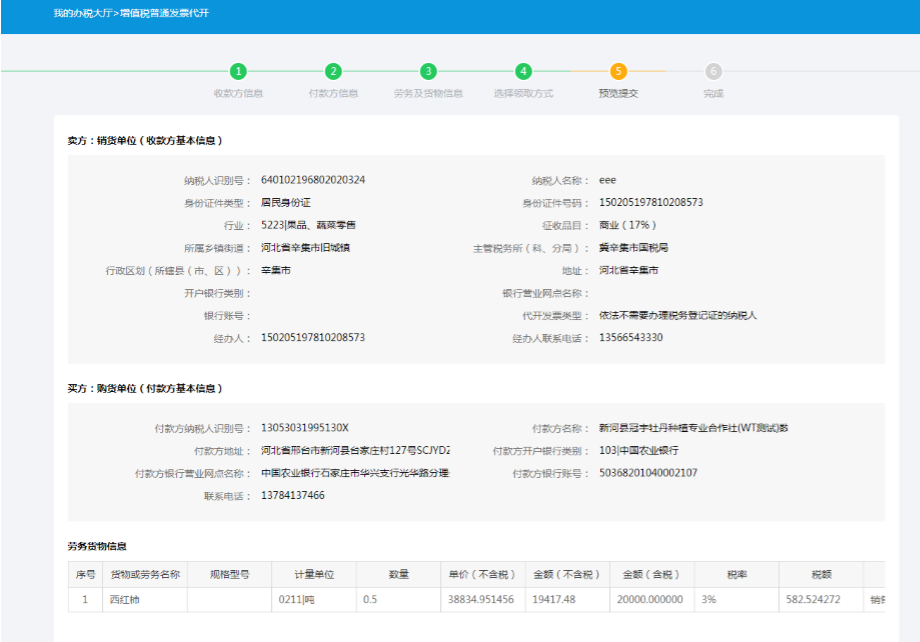 我的办税大厅>增值税普通发票代开
1 2 3 4 5 6
收款方信息 付款方信息 劳务及货物信息 选择领取方式 预览提交 完成
卖方：销货单位（收款方基本信息）
纳税人识别号： 640102196802020324 纳税人名称： eee
身份证件类型： 居民身份证 身份证件号码： 150205197810208573
行业： 5223|果品、蔬菜零售 征收品目： 商业（17%）
所属乡镇街道： 河北省辛集市旧城镇 主管税务所（科、分局）： 冀辛集市国税局
行政区划（所辖县（市、区））： 辛集市 地址： 河北省辛集市
开户银行类别： 银行营业网点名称：
银行账号： 代开发票类型： 依法不需要办理税务登记证的纳税人
经办人： 150205197810208573 经办人联系电话： 13566543330
买方：购货单位（付款方基本信息）
付款方纳税人识别号： 13053031995130X 付款方名称： 新河县冠宇牡丹种植专业合作社(WT测试)数
付款方地址： 河北省邢台市新河县台家庄村127号SCJYDZ 付款方开户银行类别： 103|中国农业银行
付款方银行营业网点名称： 中国农业银行石家庄市华兴支行光华路分理 付款方银行账号： 50368201040002107
联系电话： 13784137466
劳务货物信息
序号 货物或劳务名称 规格型号 计量单位 数量 单价（不含税） 金额（不含税） 金额（含税） 税率 税额
1 西红柿 0211|吨 0.5 38834.951456 19417.48 20000.000000 3% 582.524272 销